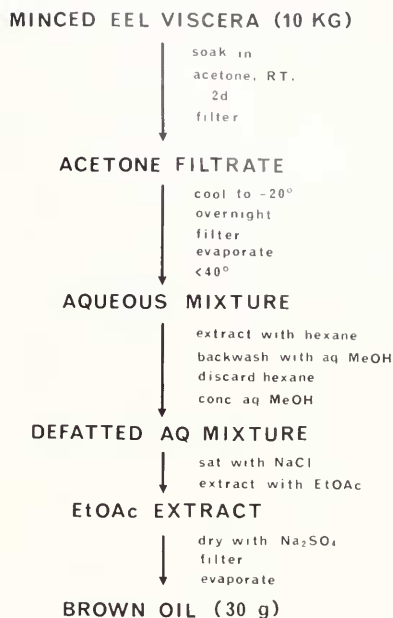 MINCED EEL VISCERA (10 KG)
soak in
acetone, RT,
2d
filter
ACETONE FILTRATE
cool to -20°
overnight
filter
evaporate
<40°
AQUEOUS MIXTURE
extract with hexane
backwash with aq MeOH
discard hexane
conc aq MeOH
DEFATTED AQ MIXTURE
sat with NaCl
extract with EtOAc
EtOAc EXTRACT
dry with Na₂SO₄
filter
evaporate
BROWN OIL (30 g)